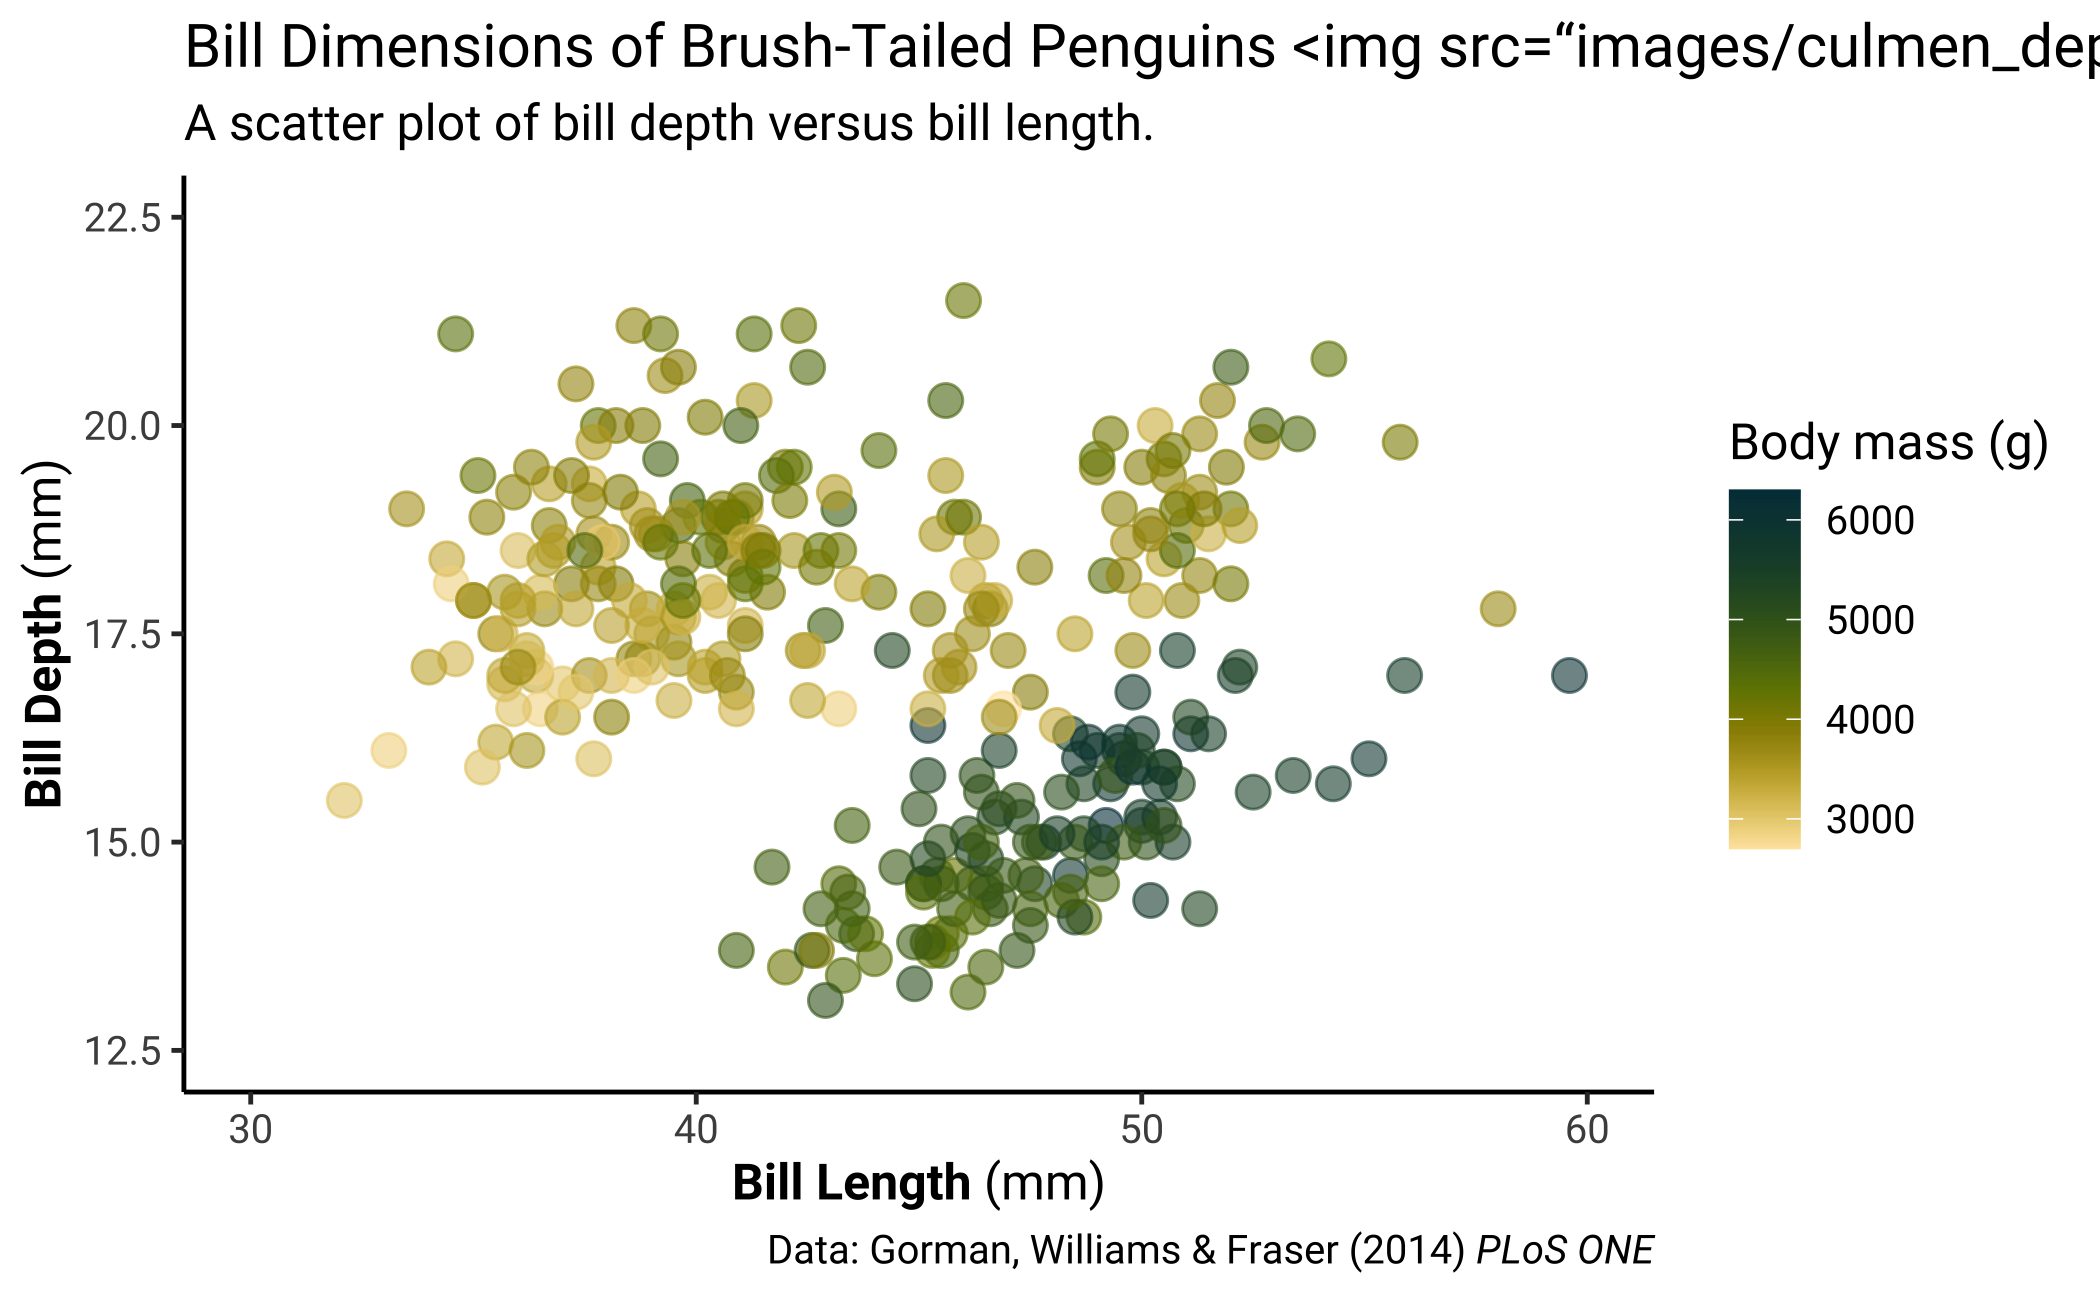 Bill Dimensions of Brush-Tailed Penguins <img src=“images/culmen_dep
A scatter plot of bill depth versus bill length.
22.5
20.0
17.5
15.0
12.5
Bill Depth (mm)
30
40
50
60
Bill Length (mm)
Body mass (g)
6000
5000
4000
3000
Data: Gorman, Williams & Fraser (2014) PLoS ONE